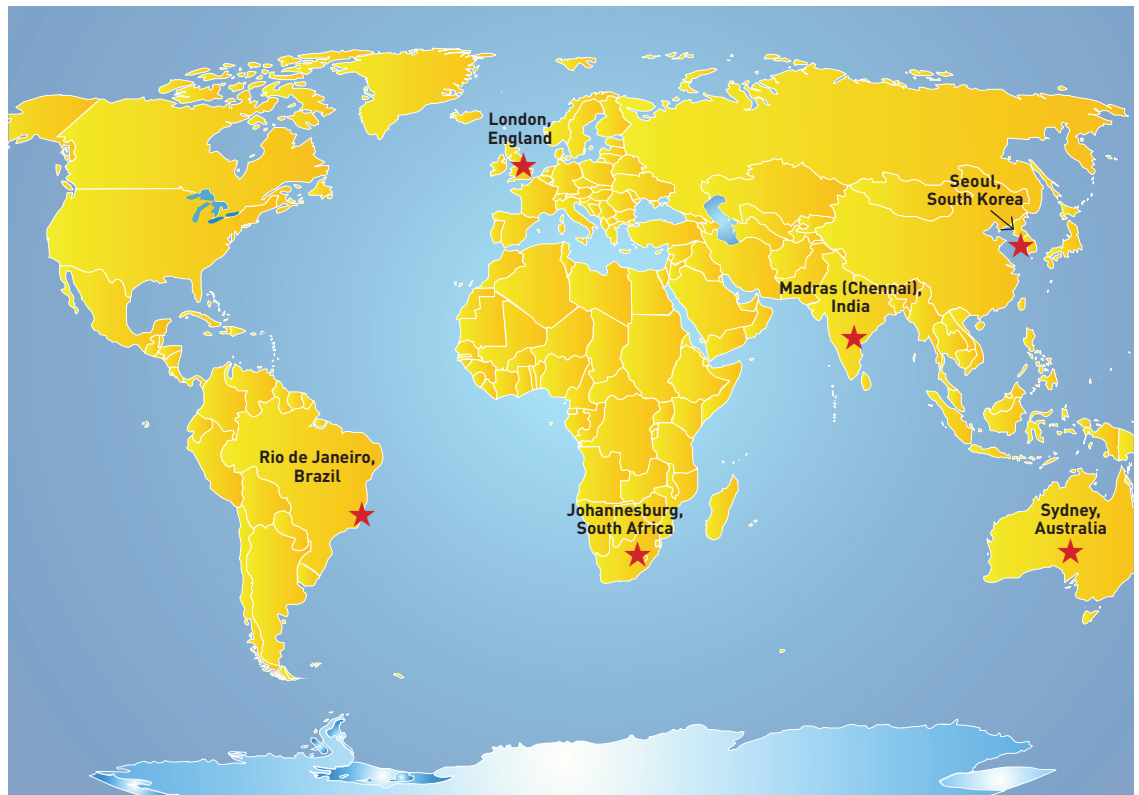 London,
England
Seoul,
South Korea
Madras (Chennai),
India
Rio de Janeiro,
Brazil
Johannesburg,
South Africa
Sydney,
Australia